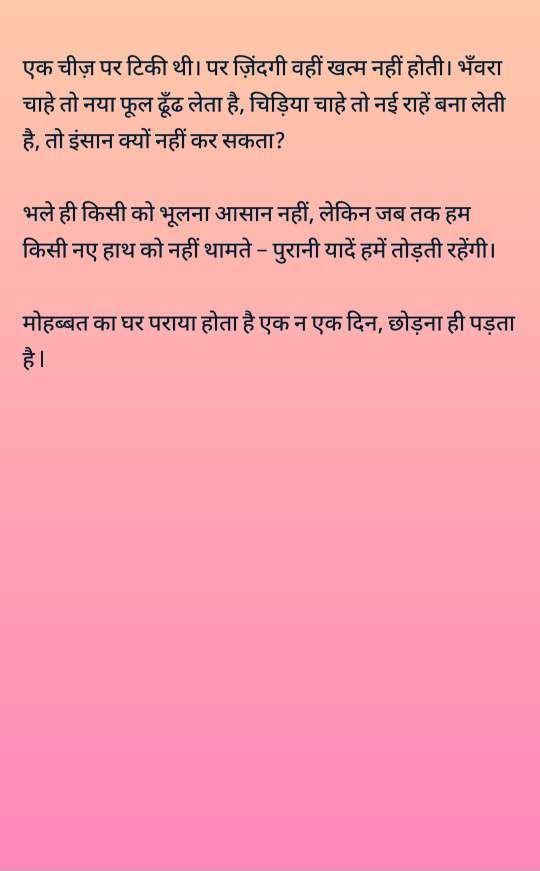 एक चीज़ पर टिकी थी। पर ज़िंदगी वहीं खत्म नहीं होती। भँवरा
चाहे तो नया फूल ढूँढ लेता है, चिड़िया चाहे तो नई राहें बना लेती
है, तो इंसान क्यों नहीं कर सकता?
भले ही किसी को भूलना आसान नहीं, लेकिन जब तक हम
किसी नए हाथ को नहीं थामते – पुरानी यादें हमें तोड़ती रहेंगी।
मोहब्बत का घर पराया होता है एक न एक दिन, छोड़ना ही पड़ता
है |